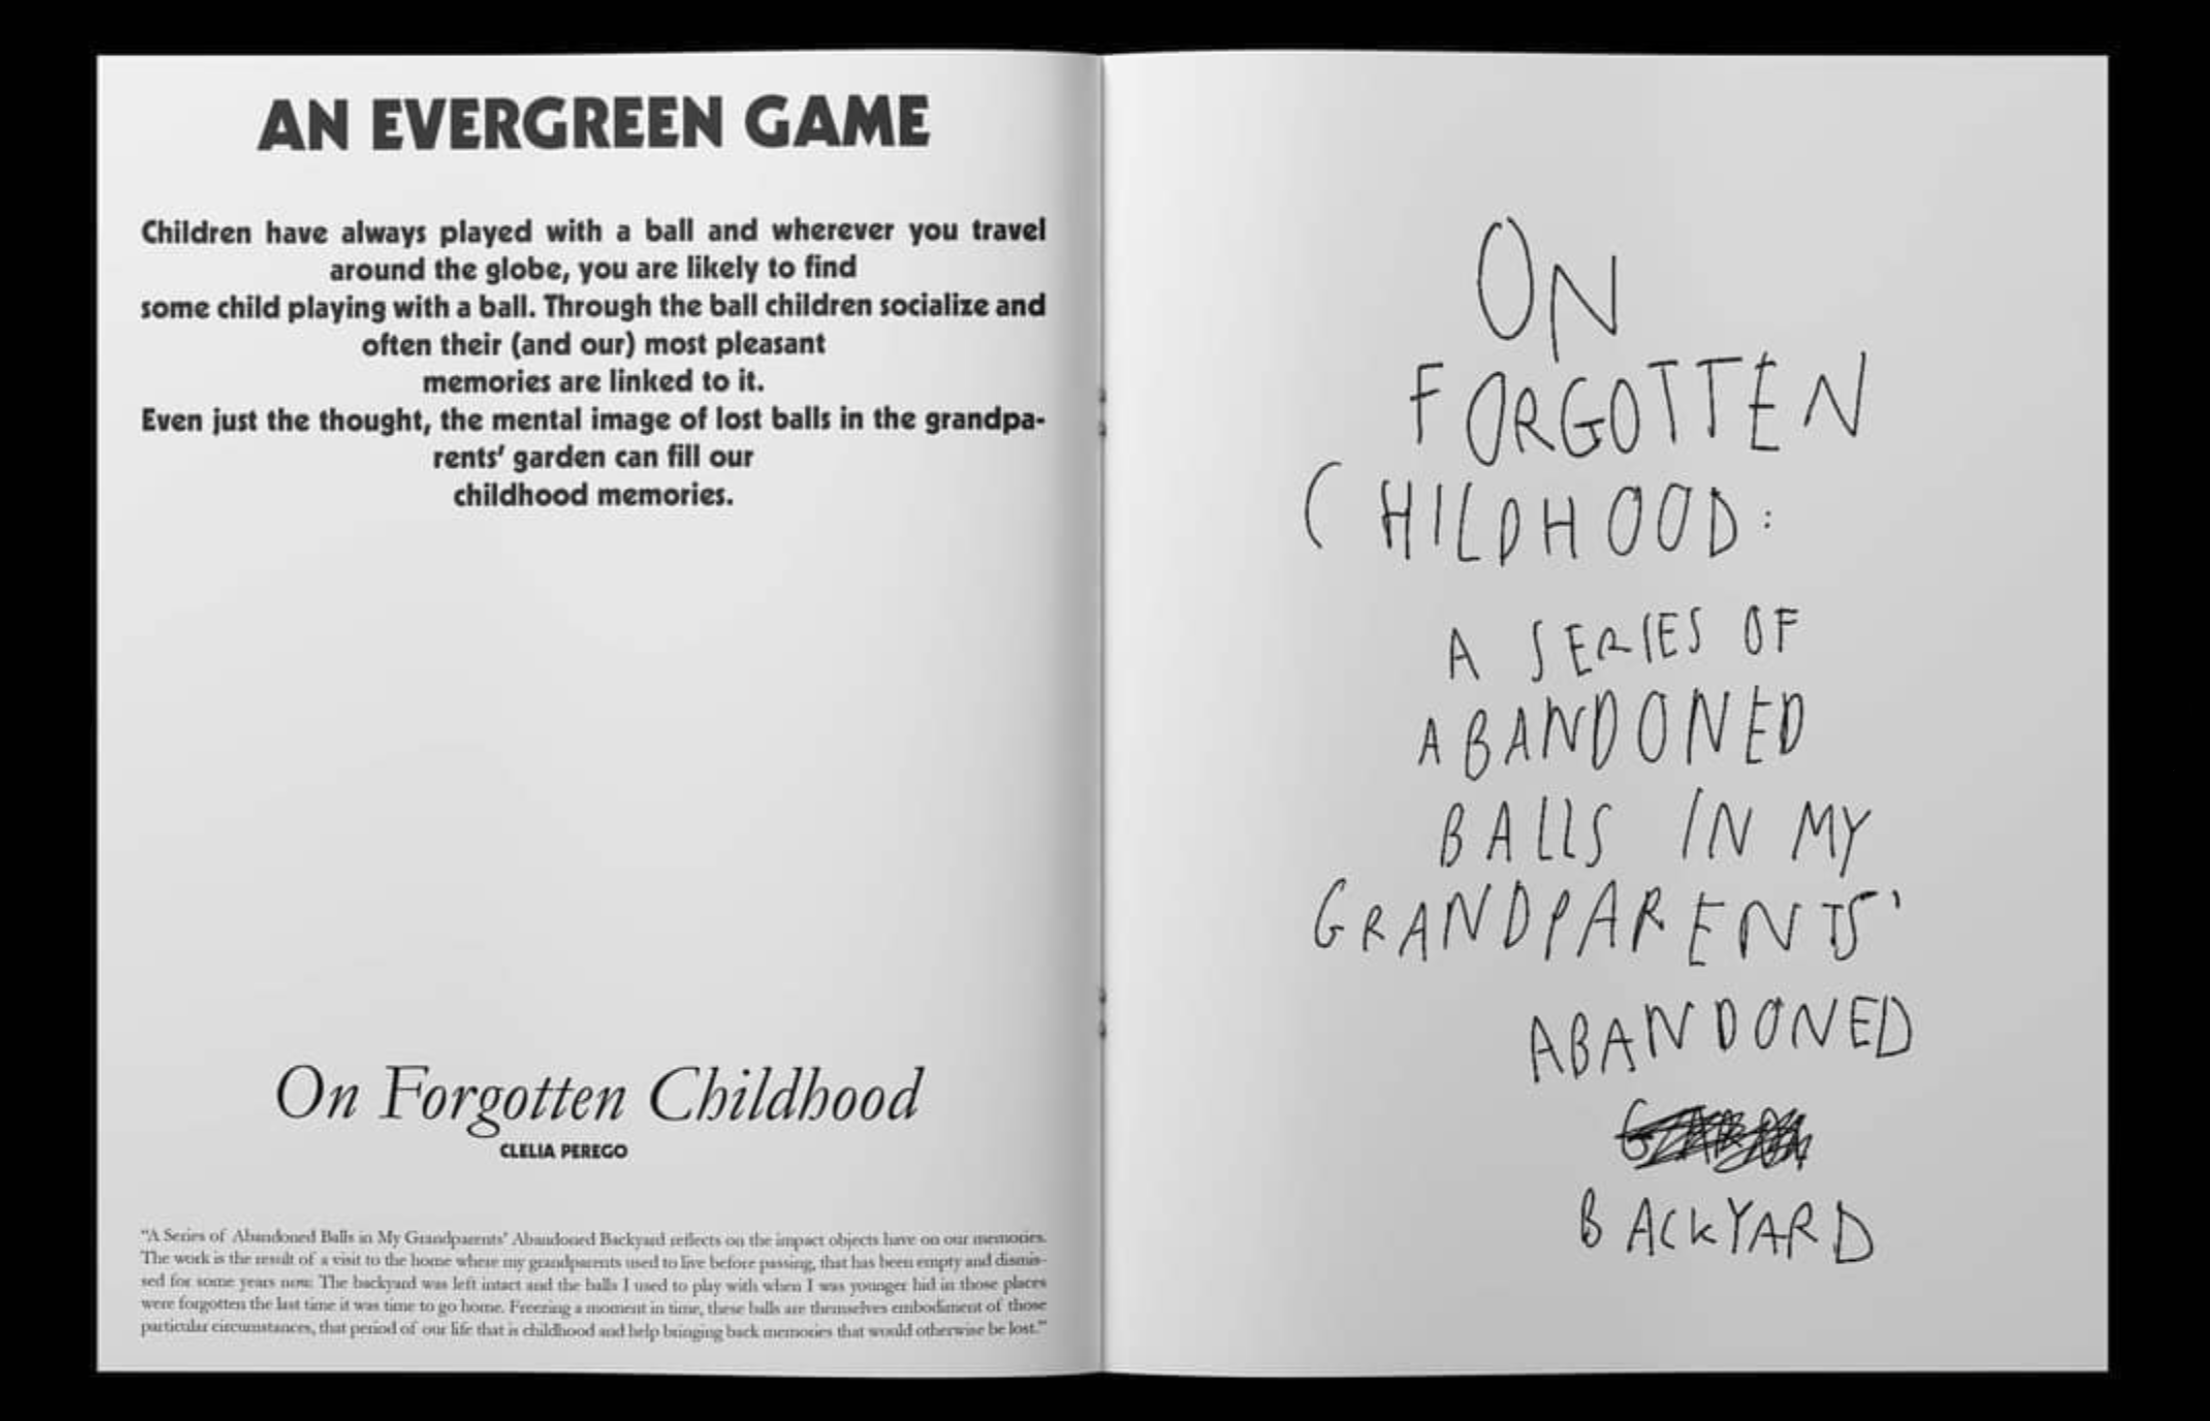 AN EVERGREEN GAME
Children have always played with a ball and wherever you travel
around the globe, you are likely to find
some child playing with a ball. Through the ball children socialize and
often their (and our) most pleasant
memories are linked to it.
Even just the thought, the mental image of lost balls in the grandpa-
rents' garden can fill our
childhood memories.
On Forgotten Childhood
CLELIA PEREGO
"A Series of Abandoned Balls in My Grandparents' Abandoned Backyard reflects on the impact objects have on our memories.
The work is the result of a visit to the home where my grandparents used to live before passing, that has been empty and dismis-
sed for some years now. The backyard was left intact and the balls I used to play with when I was younger hid in those places
were forgotten the last time it was time to go home. Freezing a moment in time, these balls are themselves embodiment of those
particular circumstances, that period of our life that is childhood and help bringing back memories that would otherwise be lost."
ON
FORGOTTEN
CHILDHOOD:
A SERIES OF
ABANDONED
BALLS IN MY
GRANDPARENTS'
ABANDONED
BACKYARD